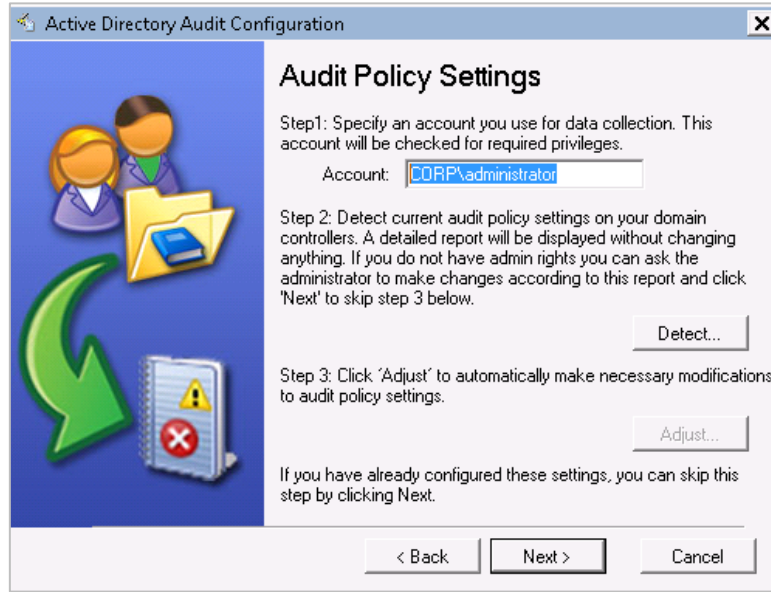 Active Directory Audit Configuration
Audit Policy Settings
Step1: Specify an account you use for data collection. This
account will be checked for required privileges.
Account: CORP\administrator
Step 2: Detect current audit policy settings on your domain
controllers. A detailed report will be displayed without changing
anything. If you do not have admin rights you can ask the
administrator to make changes according to this report and click
'Next' to skip step 3 below.
Detect...
Step 3: Click ´Adjust´ to automatically make necessary modifications
to audit policy settings.
Adjust...
If you have already configured these settings, you can skip this
step by clicking Next.
< Back Next > Cancel